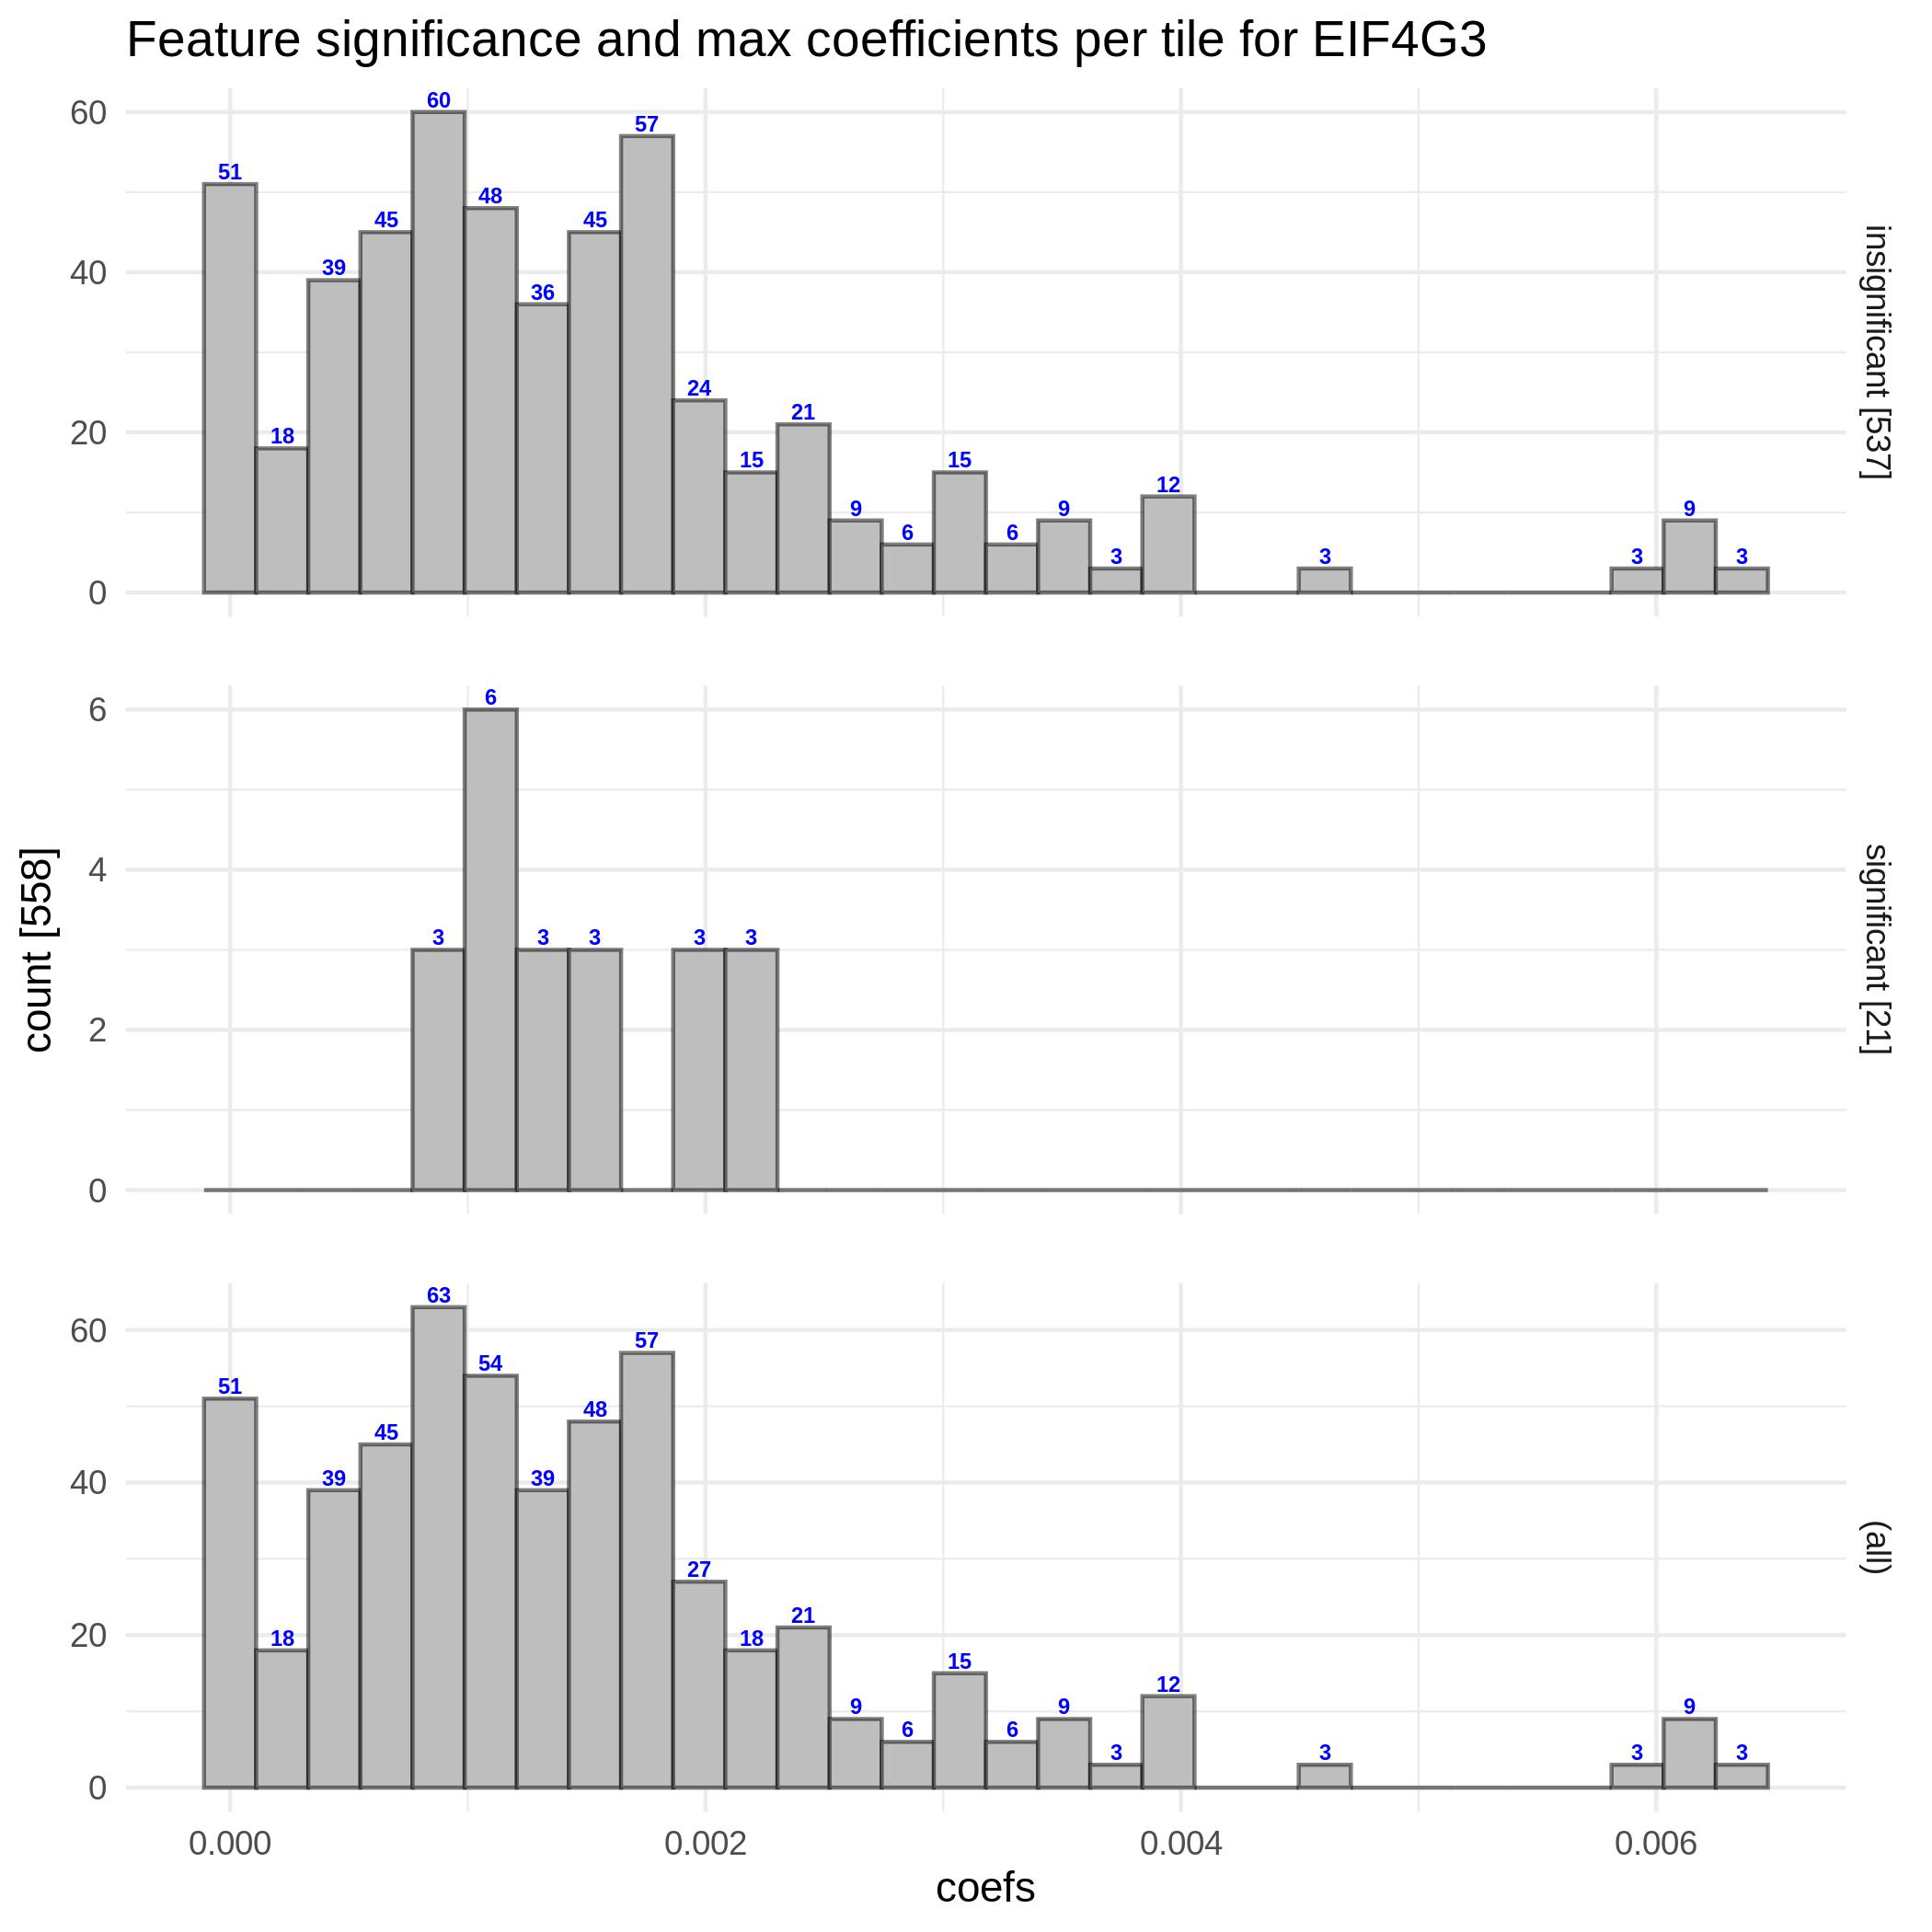 Feature significance and max coefficients per tile for EIF4G3
60
40
20
0
51 18 39 45 60 48 36 45 57 24 15 21 9 6 15 6 9 3 12 3 3 9 3
insignificant [537]
6
4
2
0
3 6 3 3 3 3
significant [21]
count [558]
60
40
20
0
51 18 39 45 63 54 39 48 57 27 18 21 9 6 15 6 9 3 12 3 3 9 3
(all)
0.000 0.002 0.004 0.006
coefs